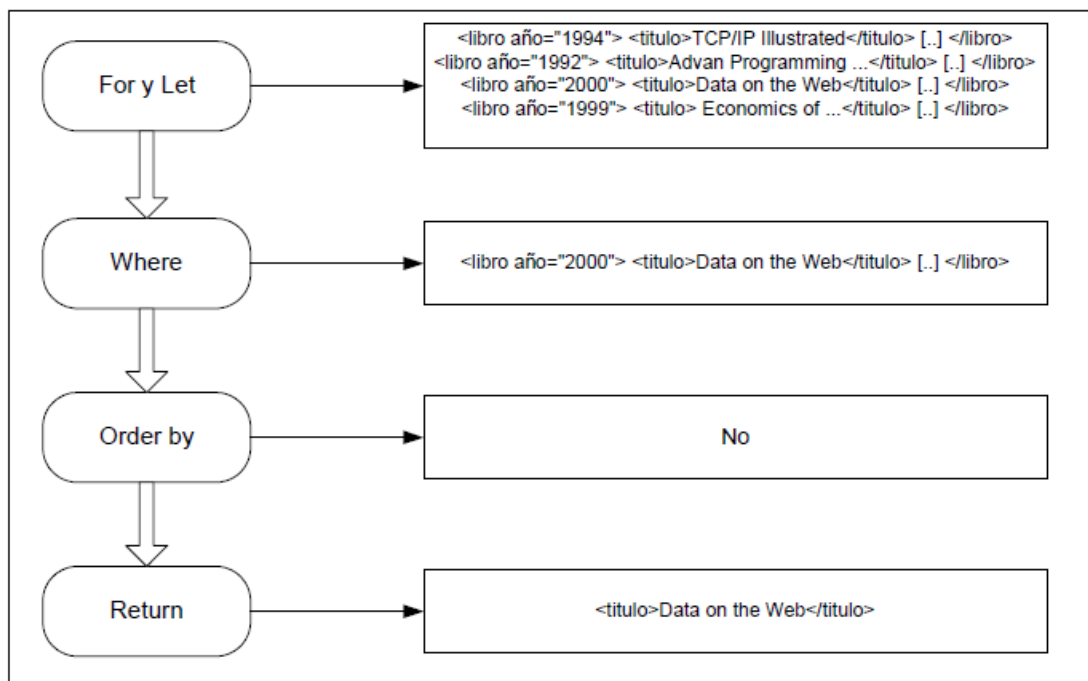 For y Let
<libro año="1994"> <titulo>TCP/IP Illustrated</titulo> [..] </libro>
<libro año="1992"> <titulo>Advan Programming ...</titulo> [..] </libro>
<libro año="2000"> <titulo>Data on the Web</titulo> [..] </libro>
<libro año="1999"> <titulo> Economics of ...</titulo> [..] </libro>
Where
<libro año="2000"> <titulo>Data on the Web</titulo> [..] </libro>
Order by
No
Return
<titulo>Data on the Web</titulo>